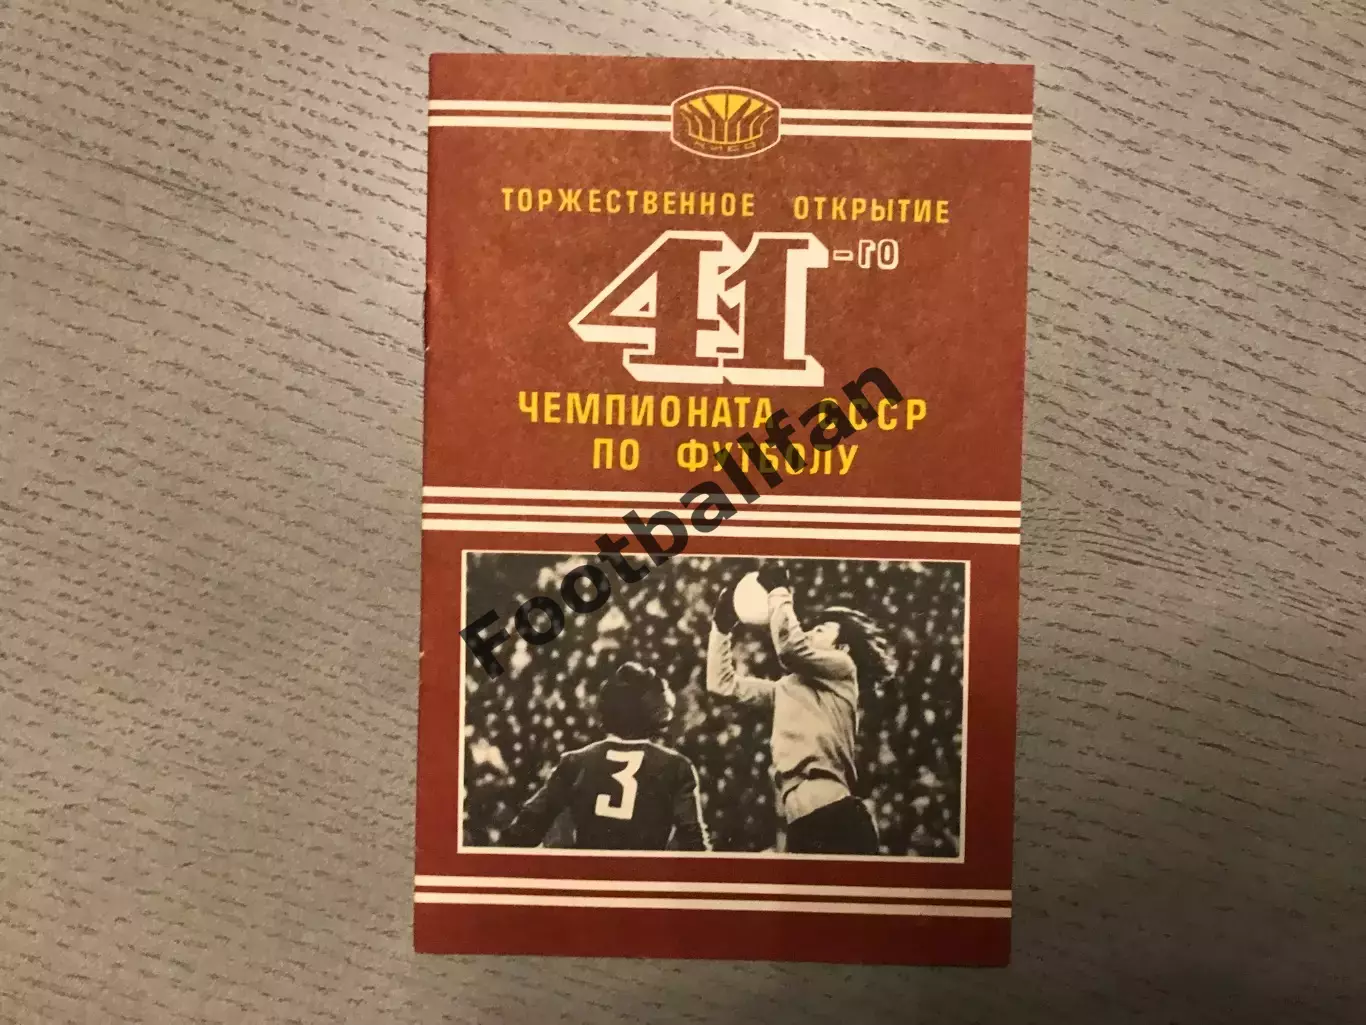 КИЕВ
ТОРЖЕСТВЕННОЕ ОТКРЫТИЕ
41-го
ЧЕМПИОНАТА СССР
ПО ФУТБОЛУ
Footballfan
3